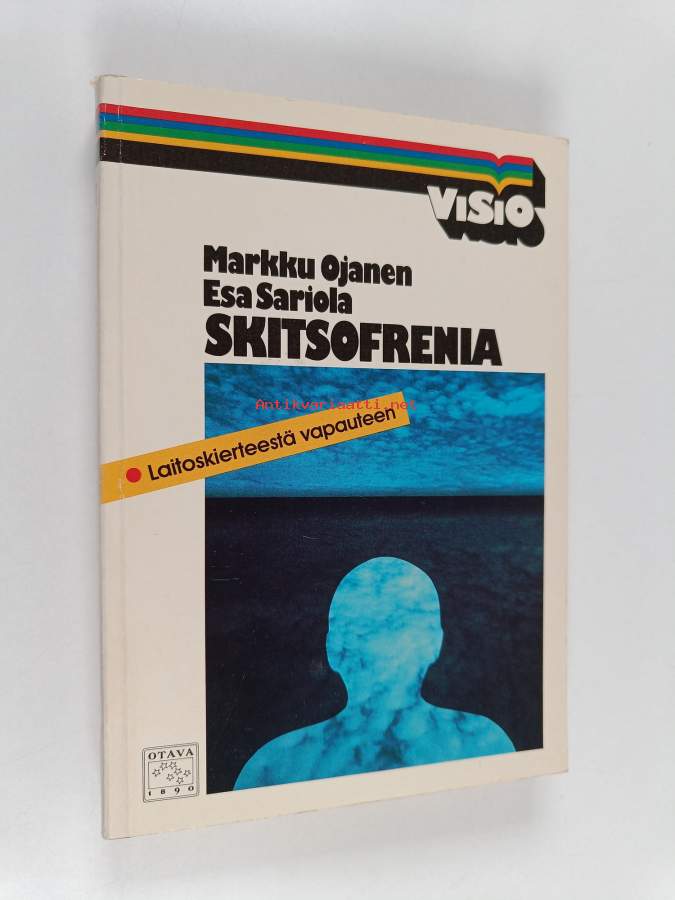 VISIO
Markku Ojanen
Esa Sariola
SKITSOFRENIA
Antikvariaatti.net
Laitoskierteestä vapauteen
OTAVA
1890